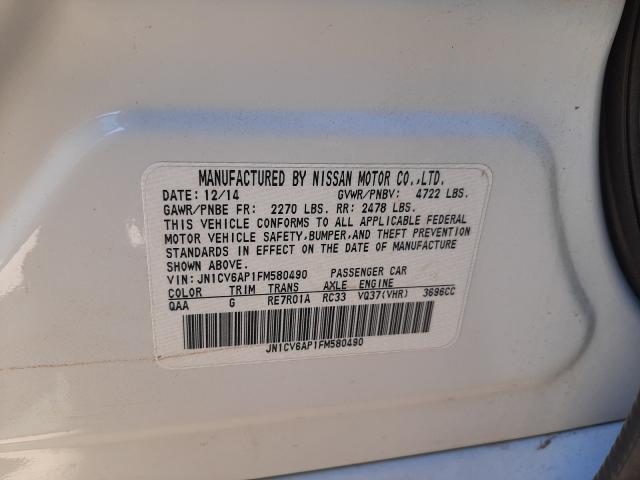 MANUFACTURED BY NISSAN MOTOR CO.,LTD.
DATE: 12/14 GVWR/PNBV: 4722 LBS.
GAWR/PNBE FR: 2270 LBS. RR: 2478 LBS.
THIS VEHICLE CONFORMS TO ALL APPLICABLE FEDERAL
MOTOR VEHICLE SAFETY,BUMPER,AND THEFT PREVENTION
STANDARDS IN EFFECT ON THE DATE OF MANUFACTURE
SHOWN ABOVE.
VIN: JN1CV6AP1FM580490 PASSENGER CAR
COLOR TRIM TRANS AXLE ENGINE
QAA G RE7R01A RC33 VQ37(VHR) 3696CC
JN1CV6AP1FM580490